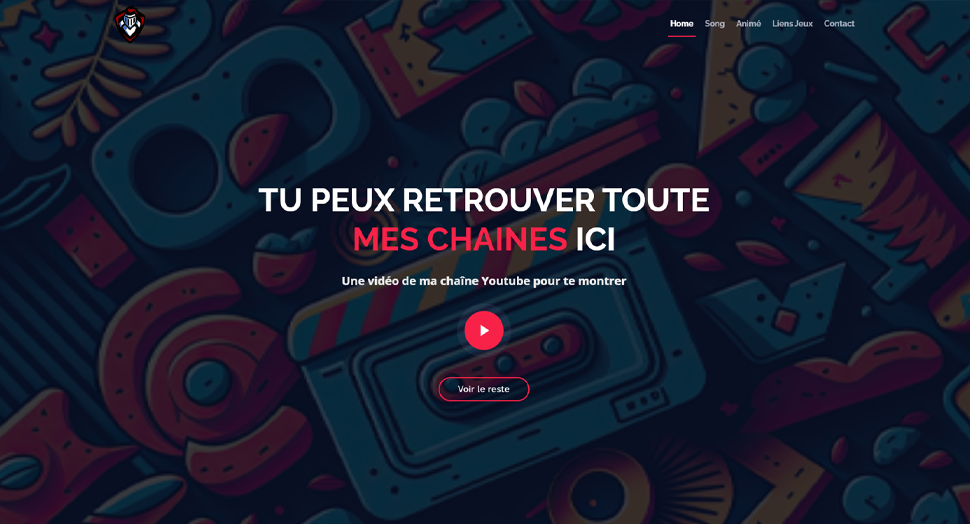 Home Song Animé Liens Jeux Contact
TU PEUX RETROUVER TOUTE
MES CHAINES ICI
Une vidéo de ma chaîne Youtube pour te montrer
Voir le reste